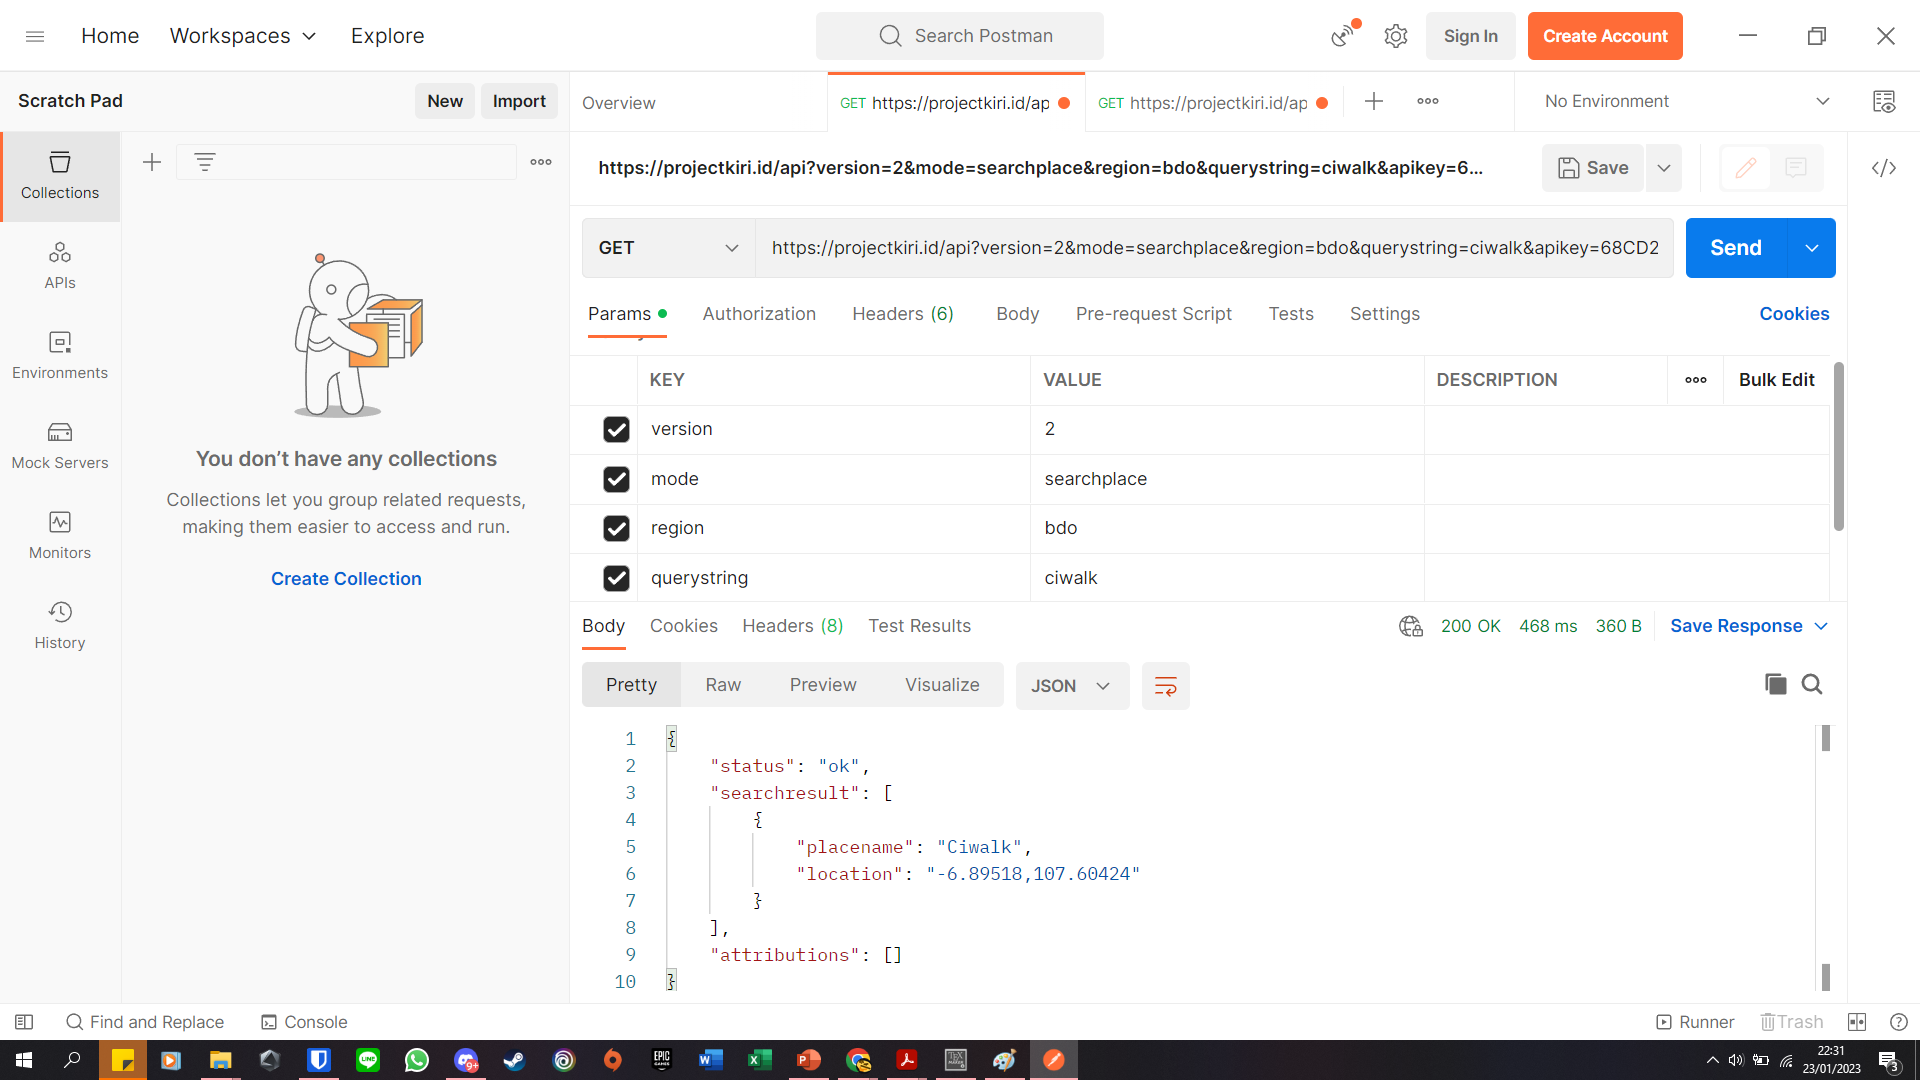 Home Workspaces Explore Search Postman Sign In Create Account
Scratch Pad New Import Overview GET https://projectkiri.id/ap GET https://projectkiri.id/ap No Environment
https://projectkiri.id/api?version=2&mode=searchplace&region=bdo&querystring=ciwalk&apikey=6... Save
Collections
GET https://projectkiri.id/api?version=2&mode=searchplace&region=bdo&querystring=ciwalk&apikey=68CD2 Send
APIs
Params Authorization Headers (6) Body Pre-request Script Tests Settings Cookies
Environments
KEY VALUE DESCRIPTION Bulk Edit
version 2
Mock Servers
You don't have any collections
mode searchplace
Collections let you group related requests,
making them easier to access and run.
region bdo
Monitors
Create Collection
querystring ciwalk
History
Body Cookies Headers (8) Test Results 200 OK 468 ms 360 B Save Response
Pretty Raw Preview Visualize JSON
1 {
2 "status": "ok",
3 "searchresult": [
4 {
5 "placename": "Ciwalk",
6 "location": "-6.89518,107.60424"
7 }
8 ],
9 "attributions": []
10 }
Find and Replace Console Runner Trash
22:31
23/01/2023
3
9+
LINE
EPIC GAMES